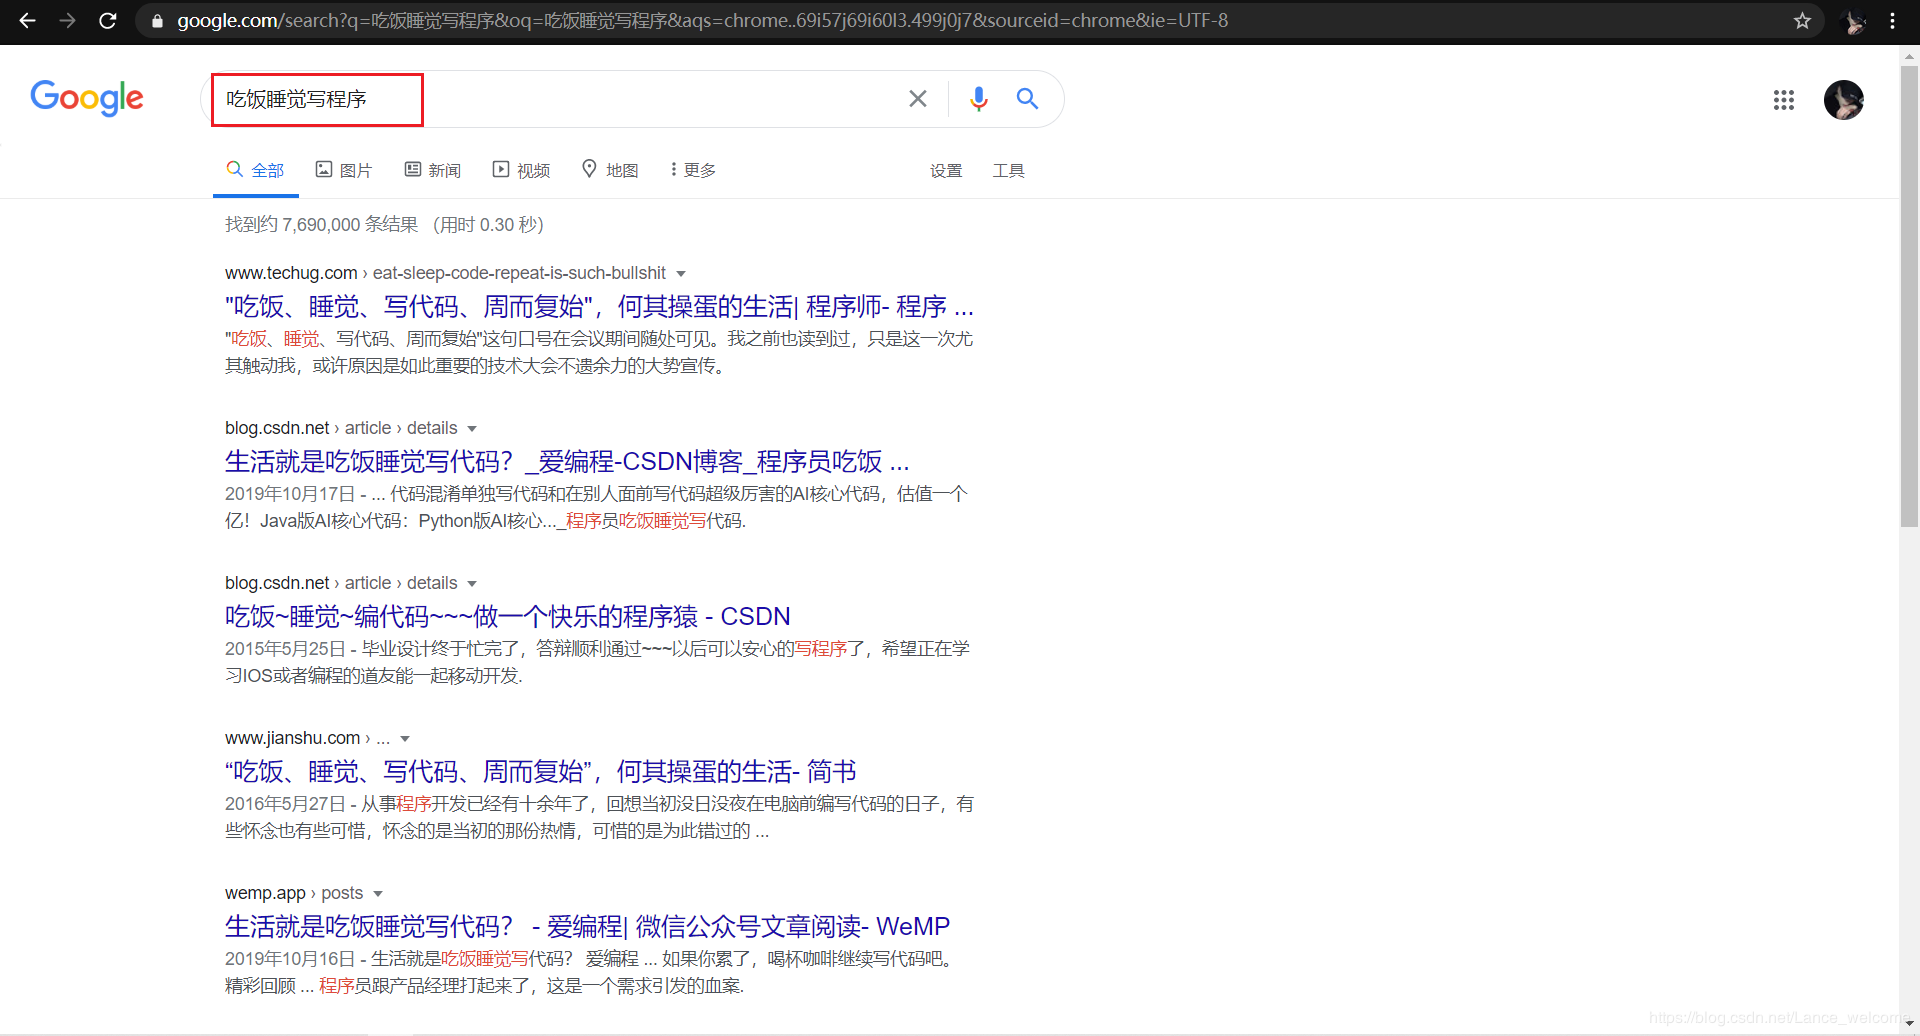 google.com/search?q=吃饭睡觉写程序&oq=吃饭睡觉写程序&aqs=chrome..69i57j69i60l3.499j0j7&sourceid=chrome&ie=UTF-8
Google
吃饭睡觉写程序
全部 图片 新闻 视频 地图 更多 设置 工具
找到约 7,690,000 条结果 （用时 0.30 秒）
www.techug.com › eat-sleep-code-repeat-is-such-bullshit
"吃饭、睡觉、写代码、周而复始"，何其操蛋的生活| 程序师- 程序 ...
"吃饭、睡觉、写代码、周而复始"这句口号在会议期间随处可见。我之前也读到过，只是这一次尤
其触动我，或许原因是如此重要的技术大会不遗余力的大势宣传。
blog.csdn.net › article › details
生活就是吃饭睡觉写代码？_爱编程-CSDN博客_程序员吃饭 ...
2019年10月17日 - ... 代码混淆单独写代码和在别人面前写代码超级厉害的AI核心代码，估值一个
亿！Java版AI核心代码：Python版AI核心..._程序员吃饭睡觉写代码.
blog.csdn.net › article › details
吃饭~睡觉~编代码~~~做一个快乐的程序猿 - CSDN
2015年5月25日 - 毕业设计终于忙完了，答辩顺利通过~~~以后可以安心的写程序了，希望正在学
习IOS或者编程的道友能一起移动开发.
www.jianshu.com › ...
“吃饭、睡觉、写代码、周而复始”，何其操蛋的生活- 简书
2016年5月27日 - 从事程序开发已经有十余年了，回想当初没日没夜在电脑前编写代码的日子，有
些怀念也有些可惜，怀念的是当初的那份热情，可惜的是为此错过的 ...
wemp.app › posts
生活就是吃饭睡觉写代码？ - 爱编程| 微信公众号文章阅读- WeMP
2019年10月16日 - 生活就是吃饭睡觉写代码？ 爱编程 ... 如果你累了，喝杯咖啡继续写代码吧。
精彩回顾 ... 程序员跟产品经理打起来了，这是一个需求引发的血案.
https://blog.csdn.net/Lance_welcome